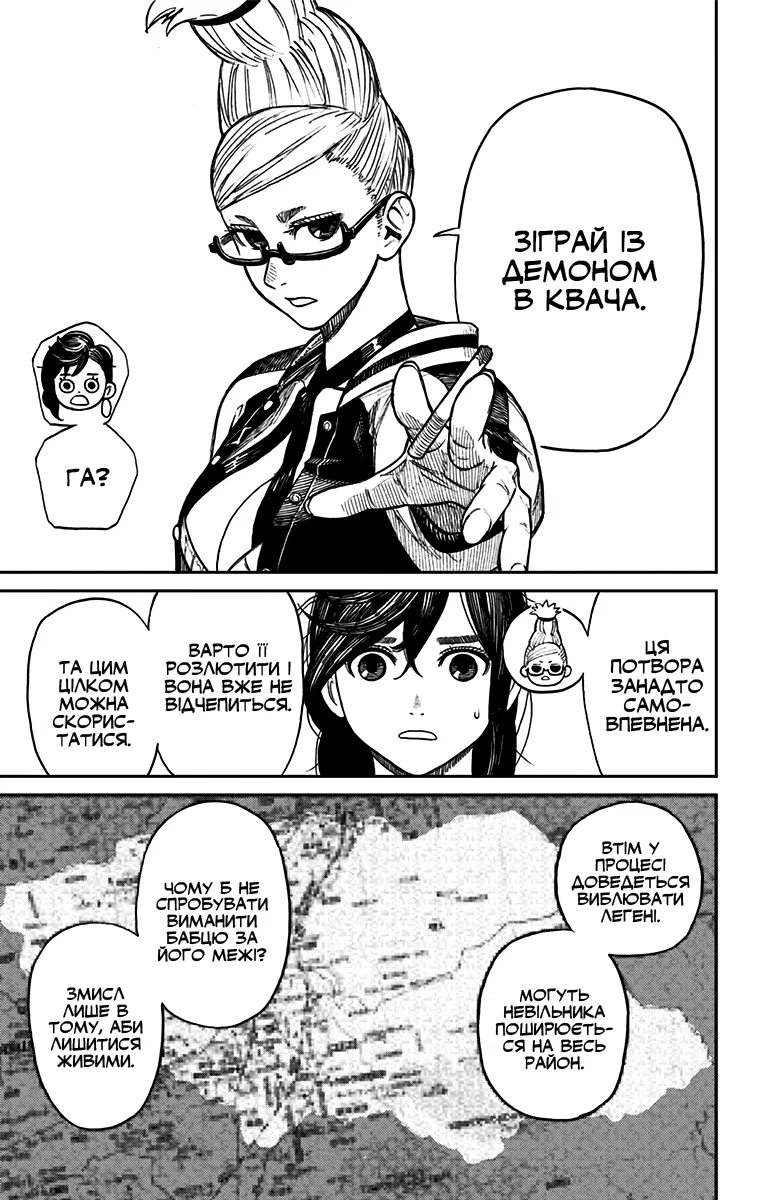 ЗІГРАЙ ІЗ
ДЕМОНОМ
В КВАЧА.
ГА?
ЦЯ
ПОТВОРА
ЗАНАДТО
САМО-
ВПЕВНЕНА.
ВАРТО ЇЇ
РОЗЛЮТИТИ І
ВОНА ВЖЕ НЕ
ВІДЧЕПИТЬСЯ.
ТА ЦИМ
ЦІЛКОМ
МОЖНА
СКОРИС-
ТАТИСЯ.
ВТІМ У
ПРОЦЕСІ
ДОВЕДЕТЬСЯ
ВИБЛЮВАТИ
ЛЕГЕНІ.
МОГУТЬ
НЕВІЛЬНИКА
ПОШИРЮЄТЬ-
СЯ НА ВЕСЬ
РАЙОН.
ЧОМУ Б НЕ
СПРОБУВАТИ
ВИМАНИТИ
БАБЦЮ ЗА
ЙОГО МЕЖІ?
ЗМИСЛ
ЛИШЕ В
ТОМУ, АБИ
ЛИШИТИСЯ
ЖИВИМИ.